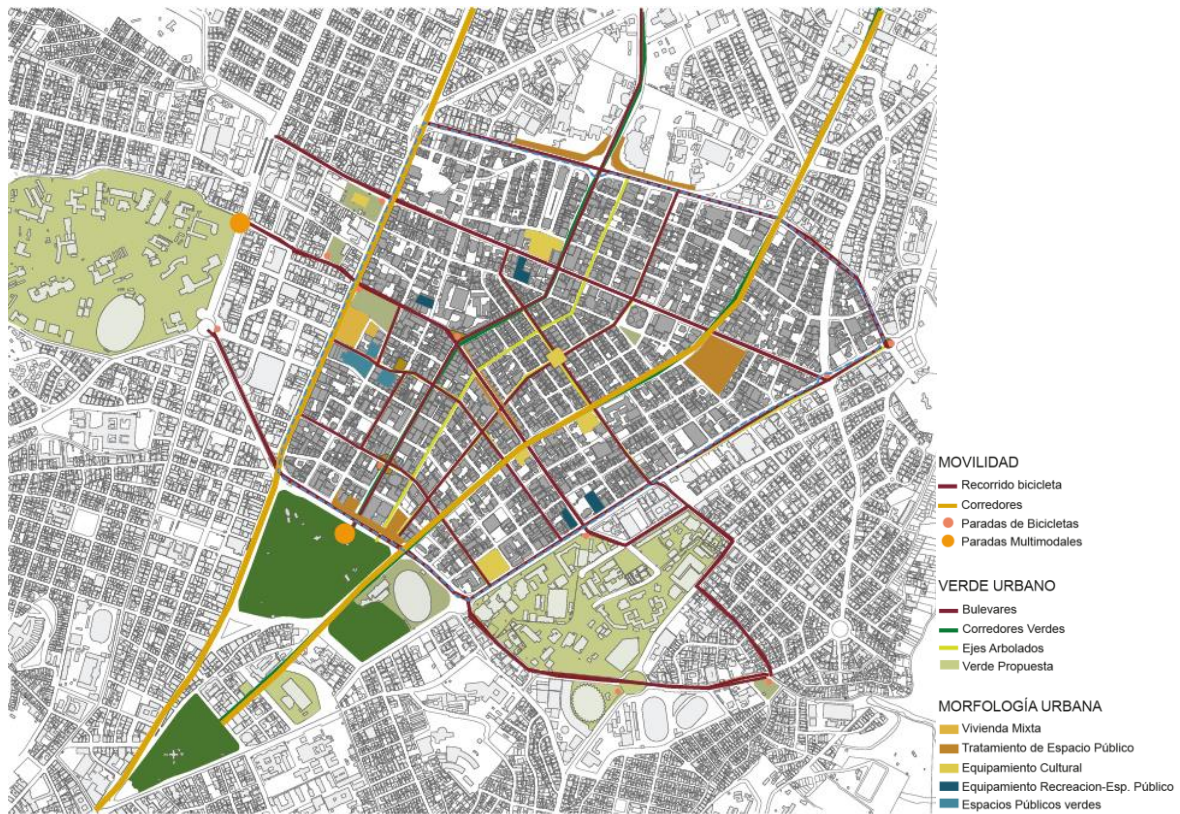 MOVILIDAD
Recorrido bicicleta
Corredores
Paradas de Bicicletas
Paradas Multimodales
VERDE URBANO
Bulevares
Corredores Verdes
Ejes Arbolados
Verde Propuesta
MORFOLOGÍA URBANA
Vivienda Mixta
Tratamiento de Espacio Público
Equipamiento Cultural
Equipamiento Recreacion-Esp. Público
Espacios Públicos verdes